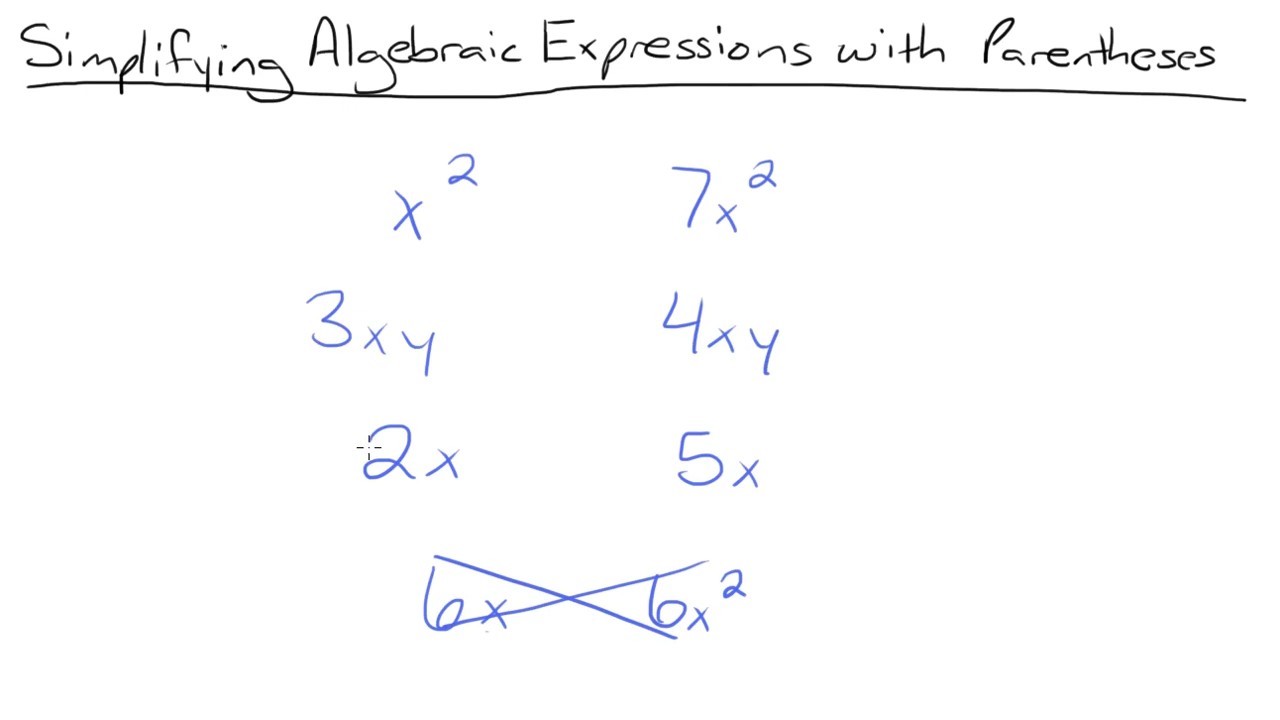 Simplifying Algebraic Expressions with Parentheses
x² 7x²
3xy 4xy
2x 5x
6x 6x²